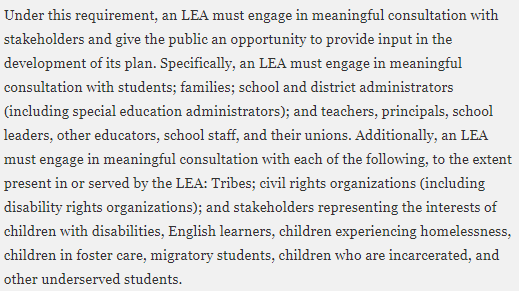 Under this requirement, an LEA must engage in meaningful consultation with
stakeholders and give the public an opportunity to provide input in the
development of its plan. Specifically, an LEA must engage in meaningful
consultation with students; families; school and district administrators
(including special education administrators); and teachers, principals, school
leaders, other educators, school staff, and their unions. Additionally, an LEA
must engage in meaningful consultation with each of the following, to the extent
present in or served by the LEA: Tribes; civil rights organizations (including
disability rights organizations); and stakeholders representing the interests of
children with disabilities, English learners, children experiencing homelessness,
children in foster care, migratory students, children who are incarcerated, and
other underserved students.